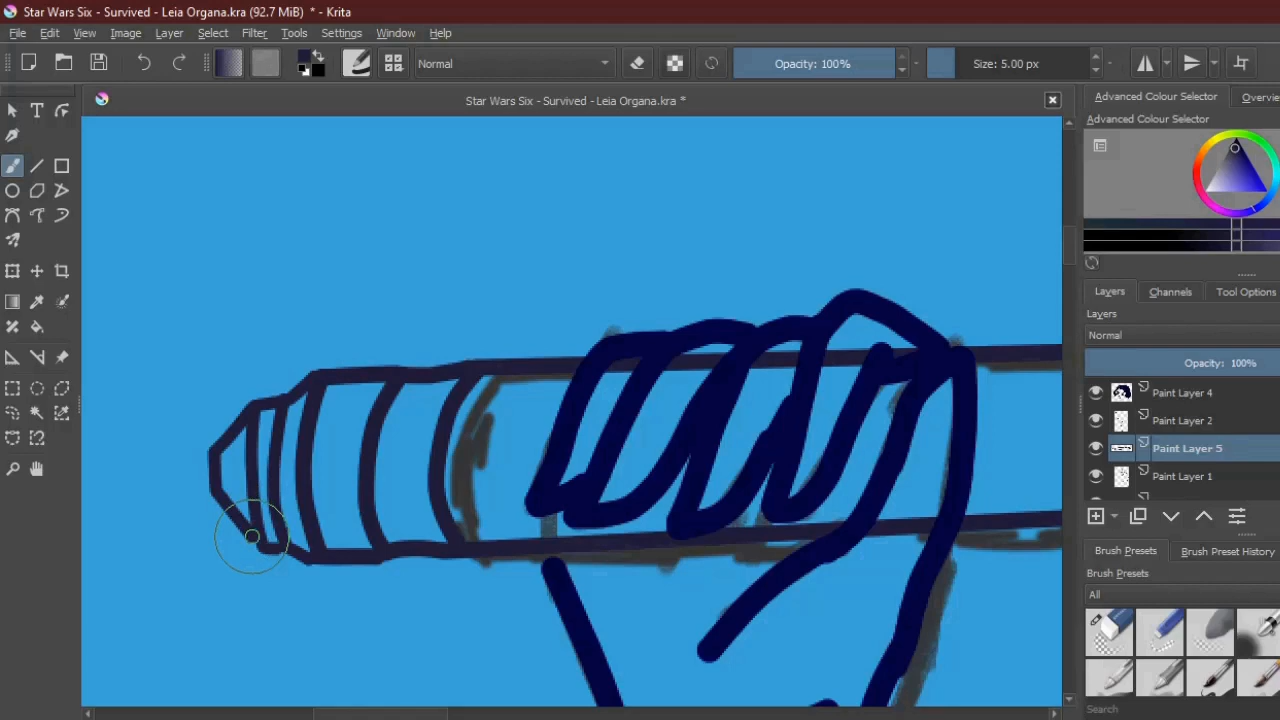 Star Wars Six - Survived - Leia Organa.kra (92.7 MiB) * - Krita
File Edit View Image Layer Select Filter Tools Settings Window Help
Normal Opacity: 100% Size: 5.00 px
Star Wars Six - Survived - Leia Organa.kra *
Advanced Colour Selector Overvie
Advanced Colour Selector
Layers Channels Tool Options
Layers
Normal
Opacity: 100%
Paint Layer 4
Paint Layer 2
Paint Layer 5
Paint Layer 1
Brush Presets Brush Preset History
Brush Presets
All
Search